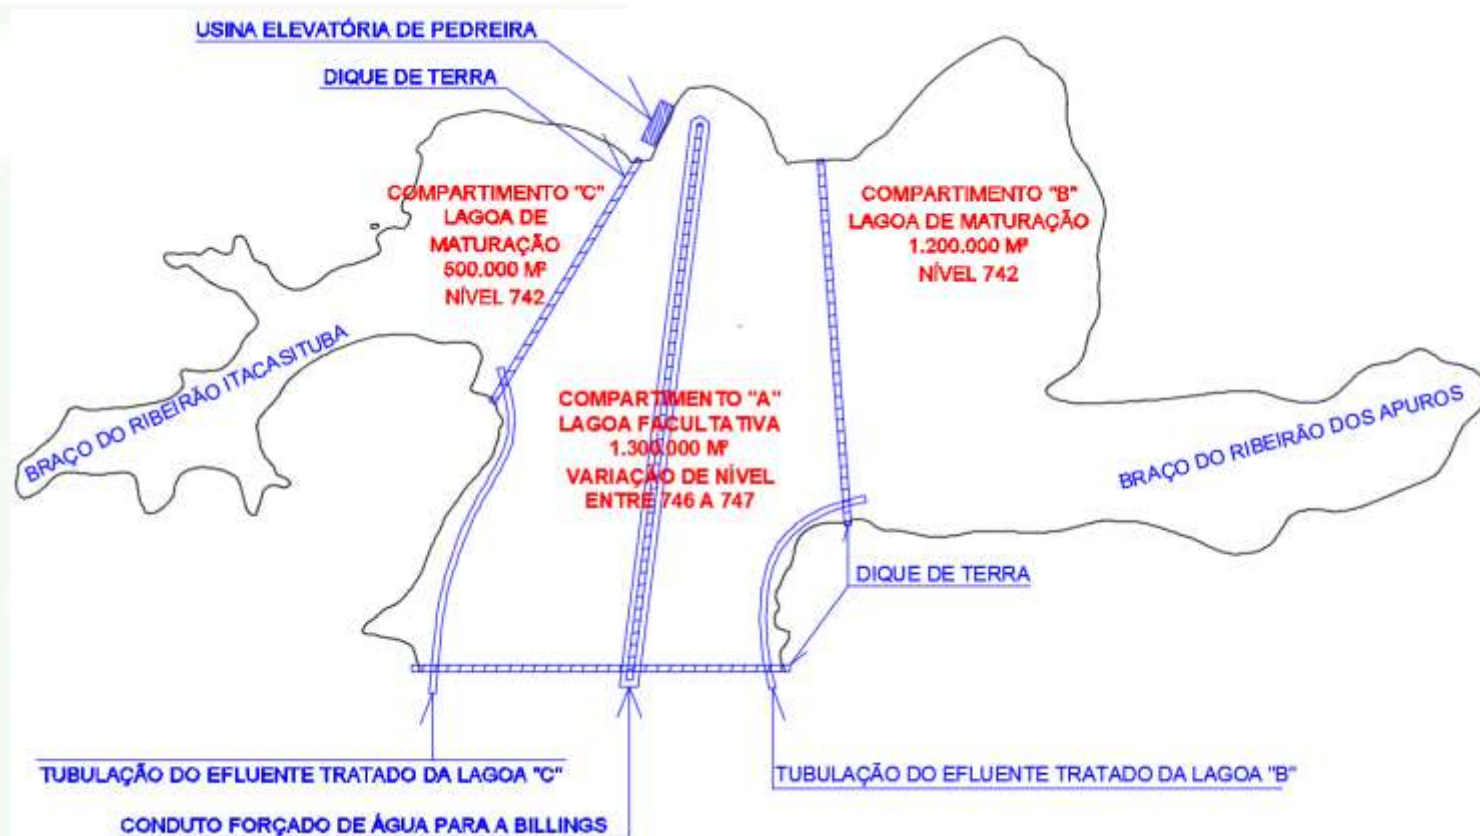 USINA ELEVATÓRIA DE PEDREIRA
DIQUE DE TERRA
COMPARTIMENTO "C"
LAGOA DE
MATURAÇÃO
500.000 M²
NÍVEL 742
COMPARTIMENTO "B"
LAGOA DE MATURAÇÃO
1.200.000 M²
NÍVEL 742
BRAÇO DO RIBEIRÃO ITACASITUBA
COMPARTIMENTO "A"
LAGOA FACULTATIVA
1.300.000 M²
VARIAÇÃO DE NÍVEL
ENTRE 746 A 747
BRAÇO DO RIBEIRÃO DOS APUROS
DIQUE DE TERRA
TUBULAÇÃO DO EFLUENTE TRATADO DA LAGOA "C"
TUBULAÇÃO DO EFLUENTE TRATADO DA LAGOA "B"
CONDUTO FORÇADO DE ÁGUA PARA A BILLINGS